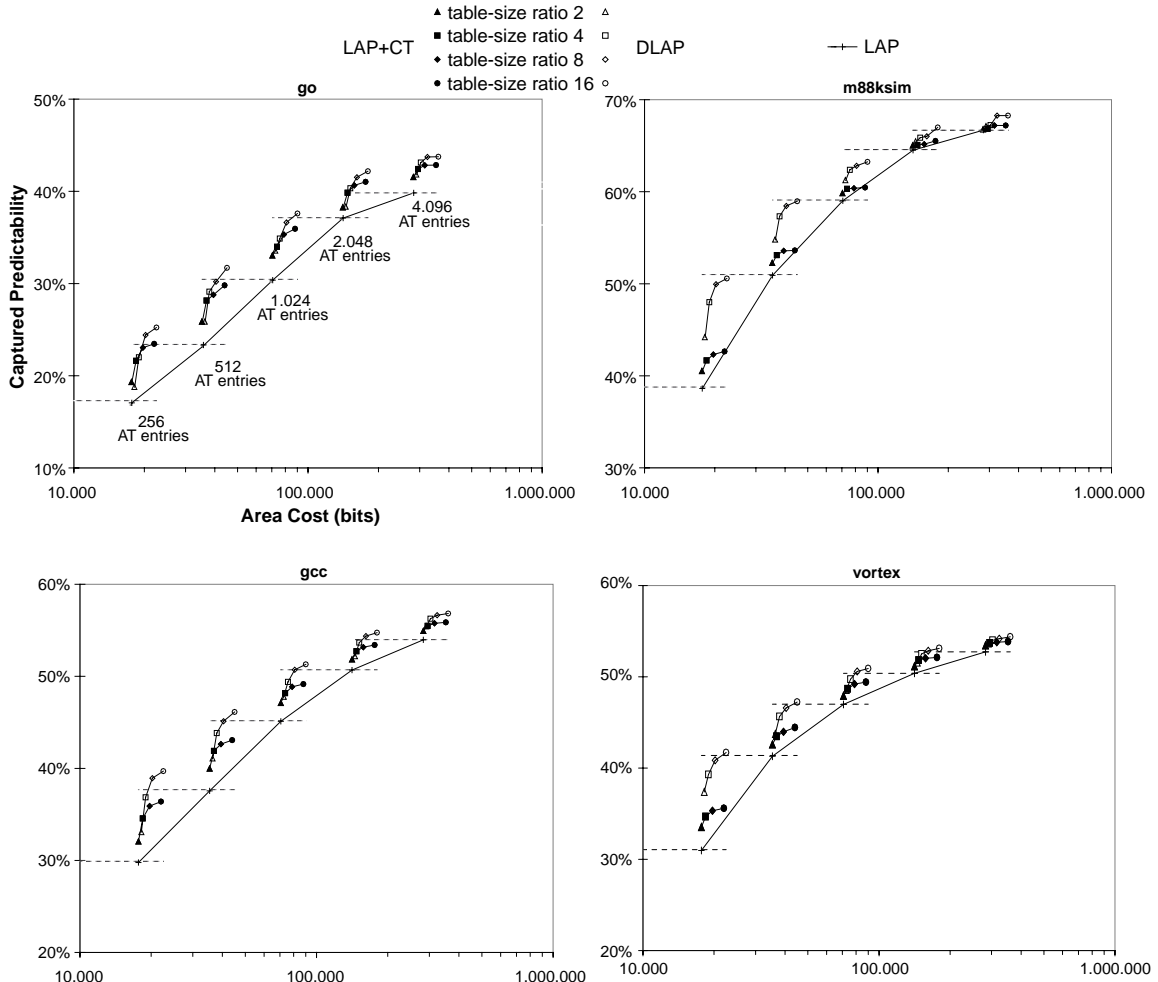 table-size ratio 2
LAP+CT table-size ratio 4 DLAP LAP
table-size ratio 8
table-size ratio 16
go
50%
40%
30%
20%
10%
Captured Predictability
4.096
AT entries
2.048
AT entries
1.024
AT entries
512
AT entries
256
AT entries
10.000 100.000 1.000.000
Area Cost (bits)
m88ksim
70%
60%
50%
40%
30%
10.000 100.000 1.000.000
gcc
60%
50%
40%
30%
20%
10.000 100.000 1.000.000
vortex
60%
50%
40%
30%
20%
10.000 100.000 1.000.000